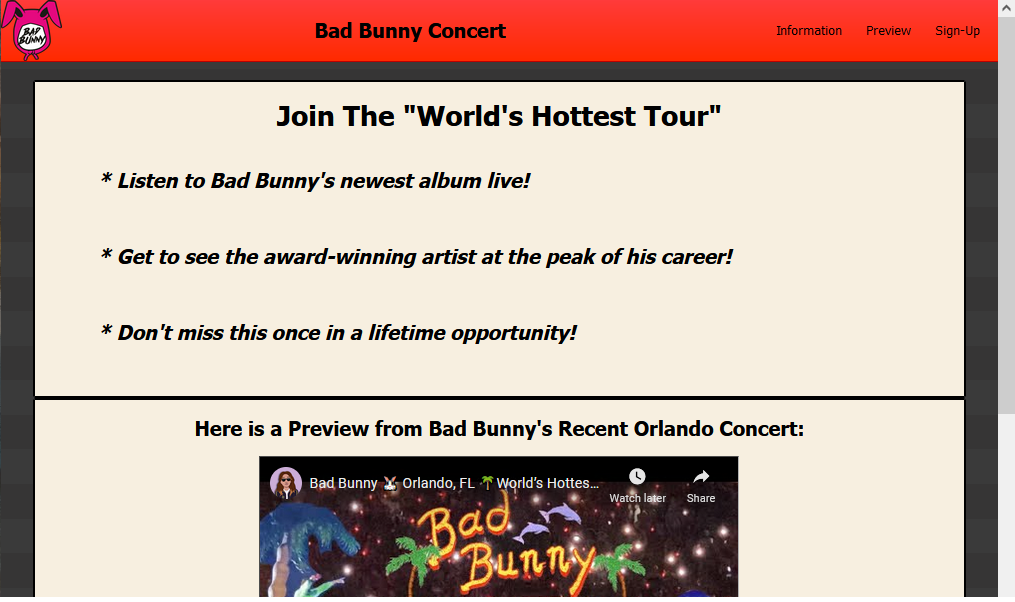 BAD
BUNNY
Bad Bunny Concert
Information Preview Sign-Up
Join The "World's Hottest Tour"
* Listen to Bad Bunny's newest album live!
* Get to see the award-winning artist at the peak of his career!
* Don't miss this once in a lifetime opportunity!
Here is a Preview from Bad Bunny's Recent Orlando Concert:
Bad Bunny 🐰 Orlando, FL 🌴World's Hottes...
Watch later Share
Bad
Bunny